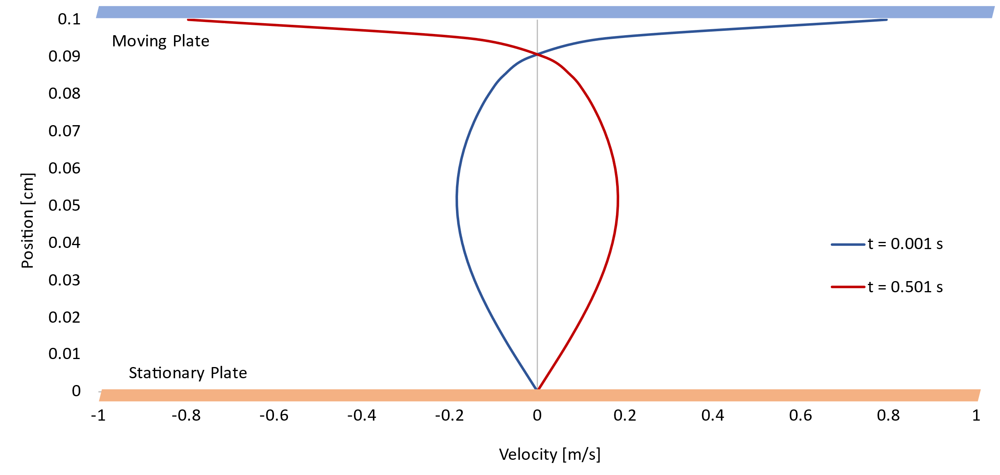 0.1
Moving Plate
0.09
0.08
0.07
0.06
0.05
0.04
0.03
0.02
0.01
0
Position [cm]
t = 0.001 s
t = 0.501 s
Stationary Plate
-1 -0.8 -0.6 -0.4 -0.2 0 0.2 0.4 0.6 0.8 1
Velocity [m/s]